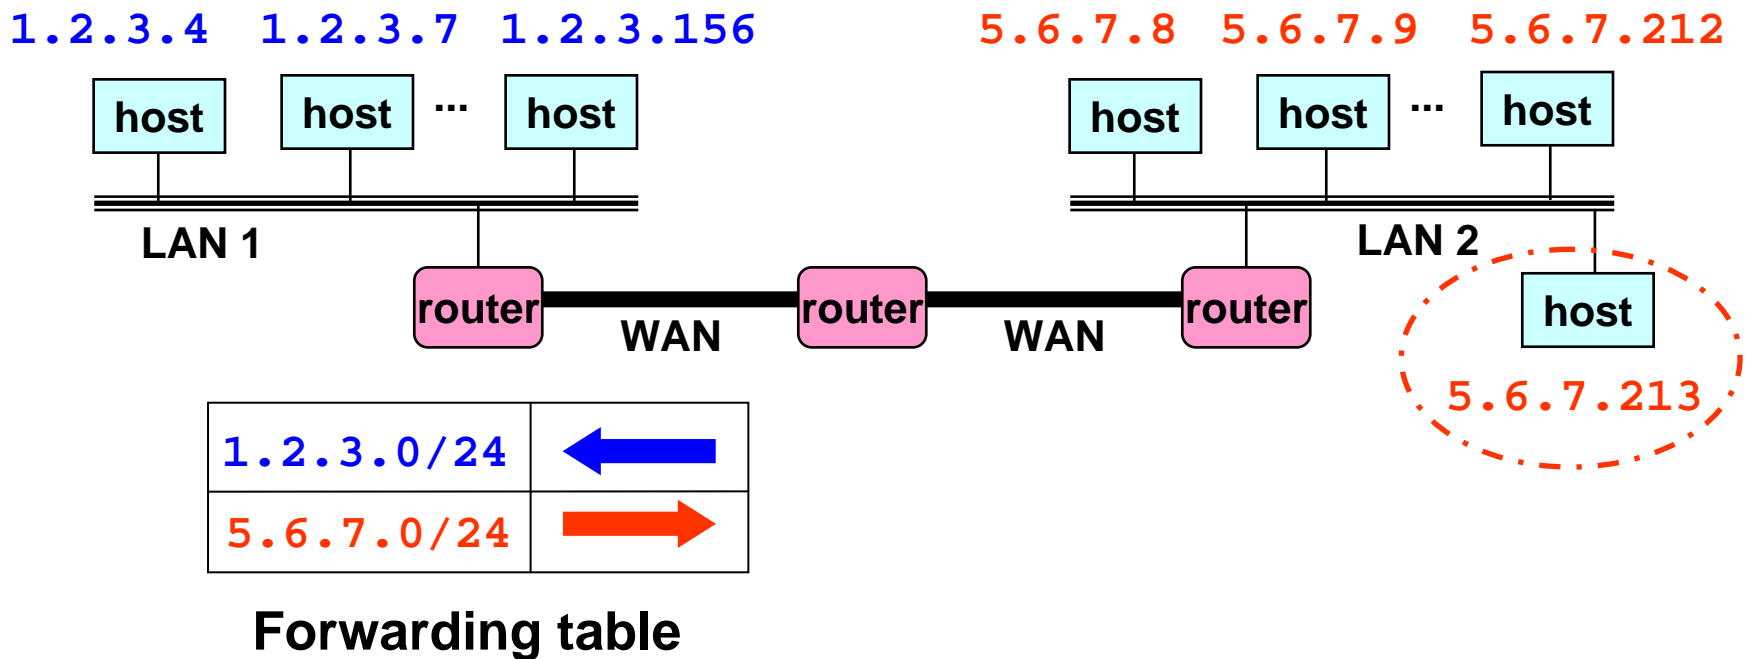 1.2.3.4 1.2.3.7 1.2.3.156 5.6.7.8 5.6.7.9 5.6.7.212
host host ... host host host ... host
LAN 1 LAN 2
router router router host
WAN WAN
5.6.7.213
1.2.3.0/24
5.6.7.0/24
Forwarding table